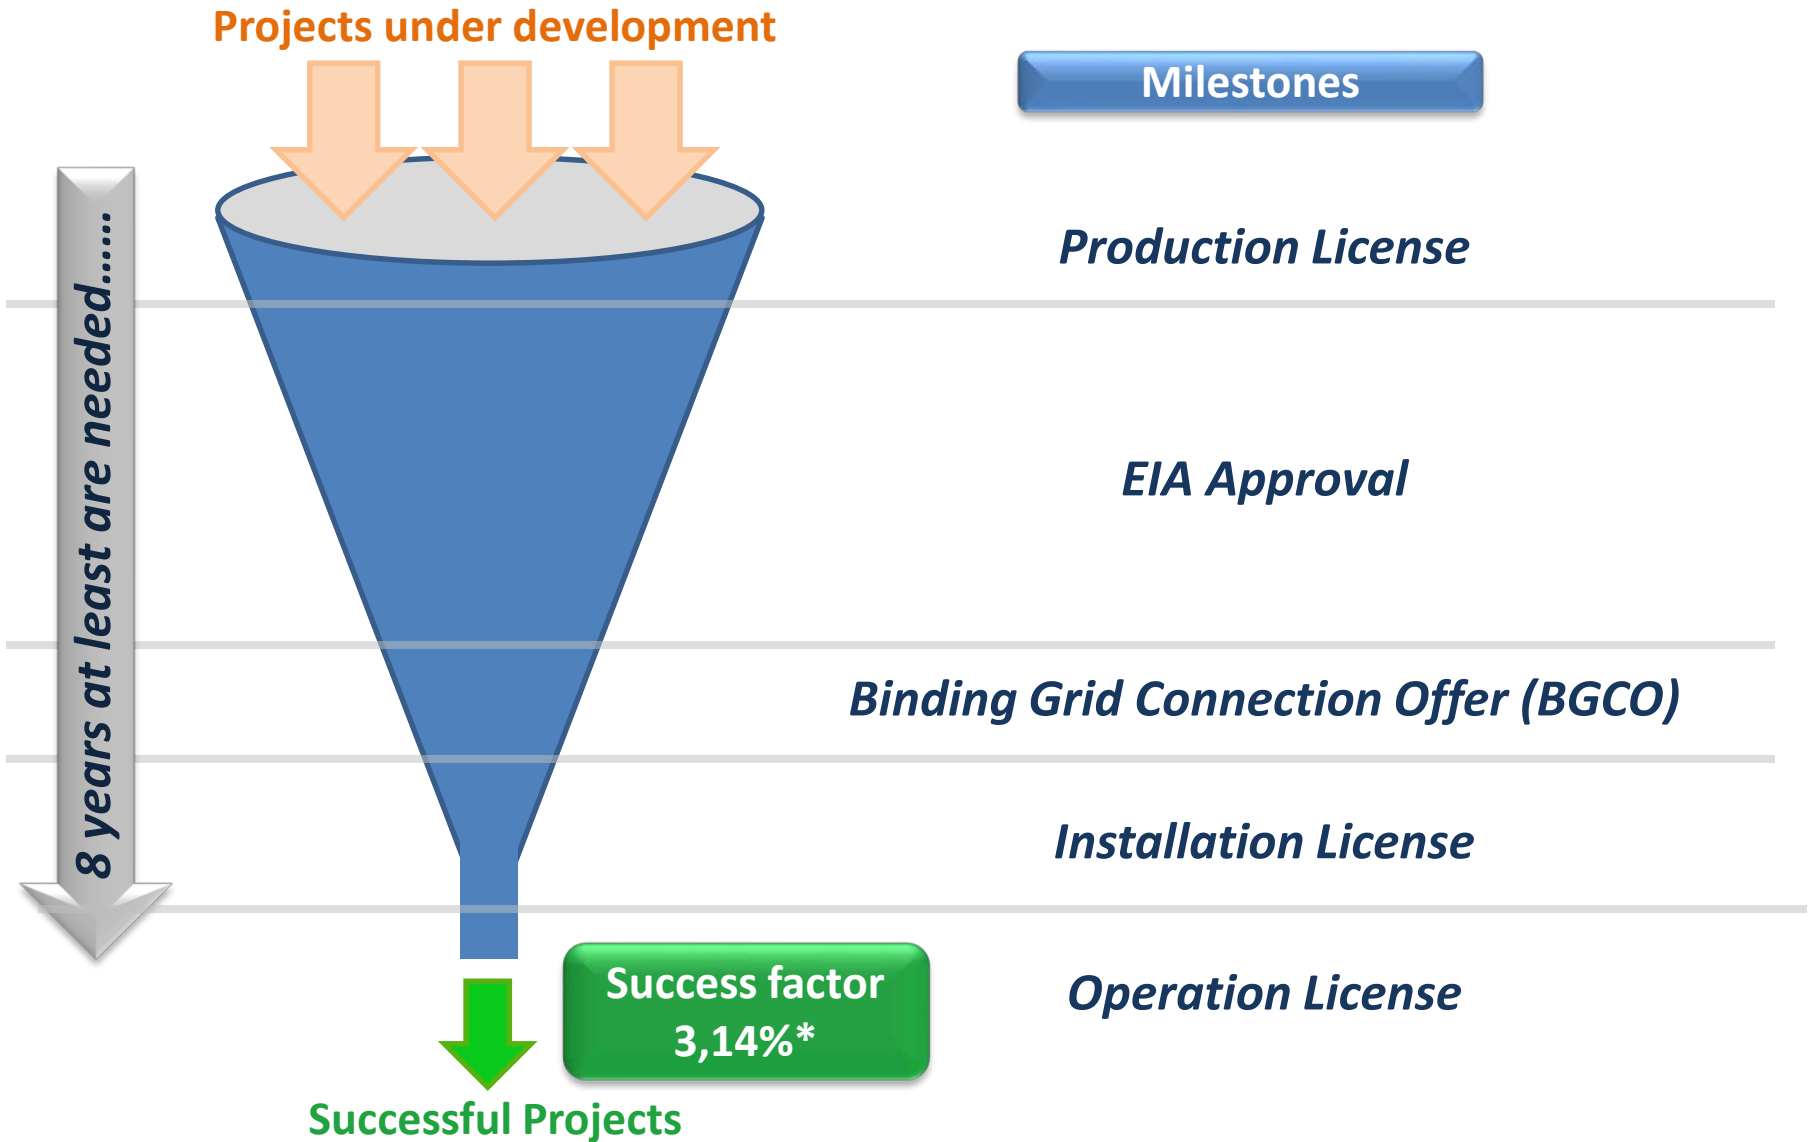 Projects under development
Milestones
8 years at least are needed......
Production License
EIA Approval
Binding Grid Connection Offer (BGCO)
Installation License
Success factor
3,14%*
Operation License
Successful Projects